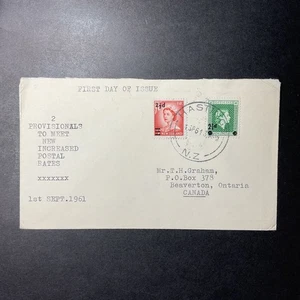 FIRST DAY OF ISSUE
2
PROVISIONALS
TO MEET
NEW
INCREASED
POSTAL
RATES
xxxxxxx
1st SEPT.1961
N.Z.
Mr.T.H.Graham,
P.O.Box 378
Beaverton, Ontario
CANADA